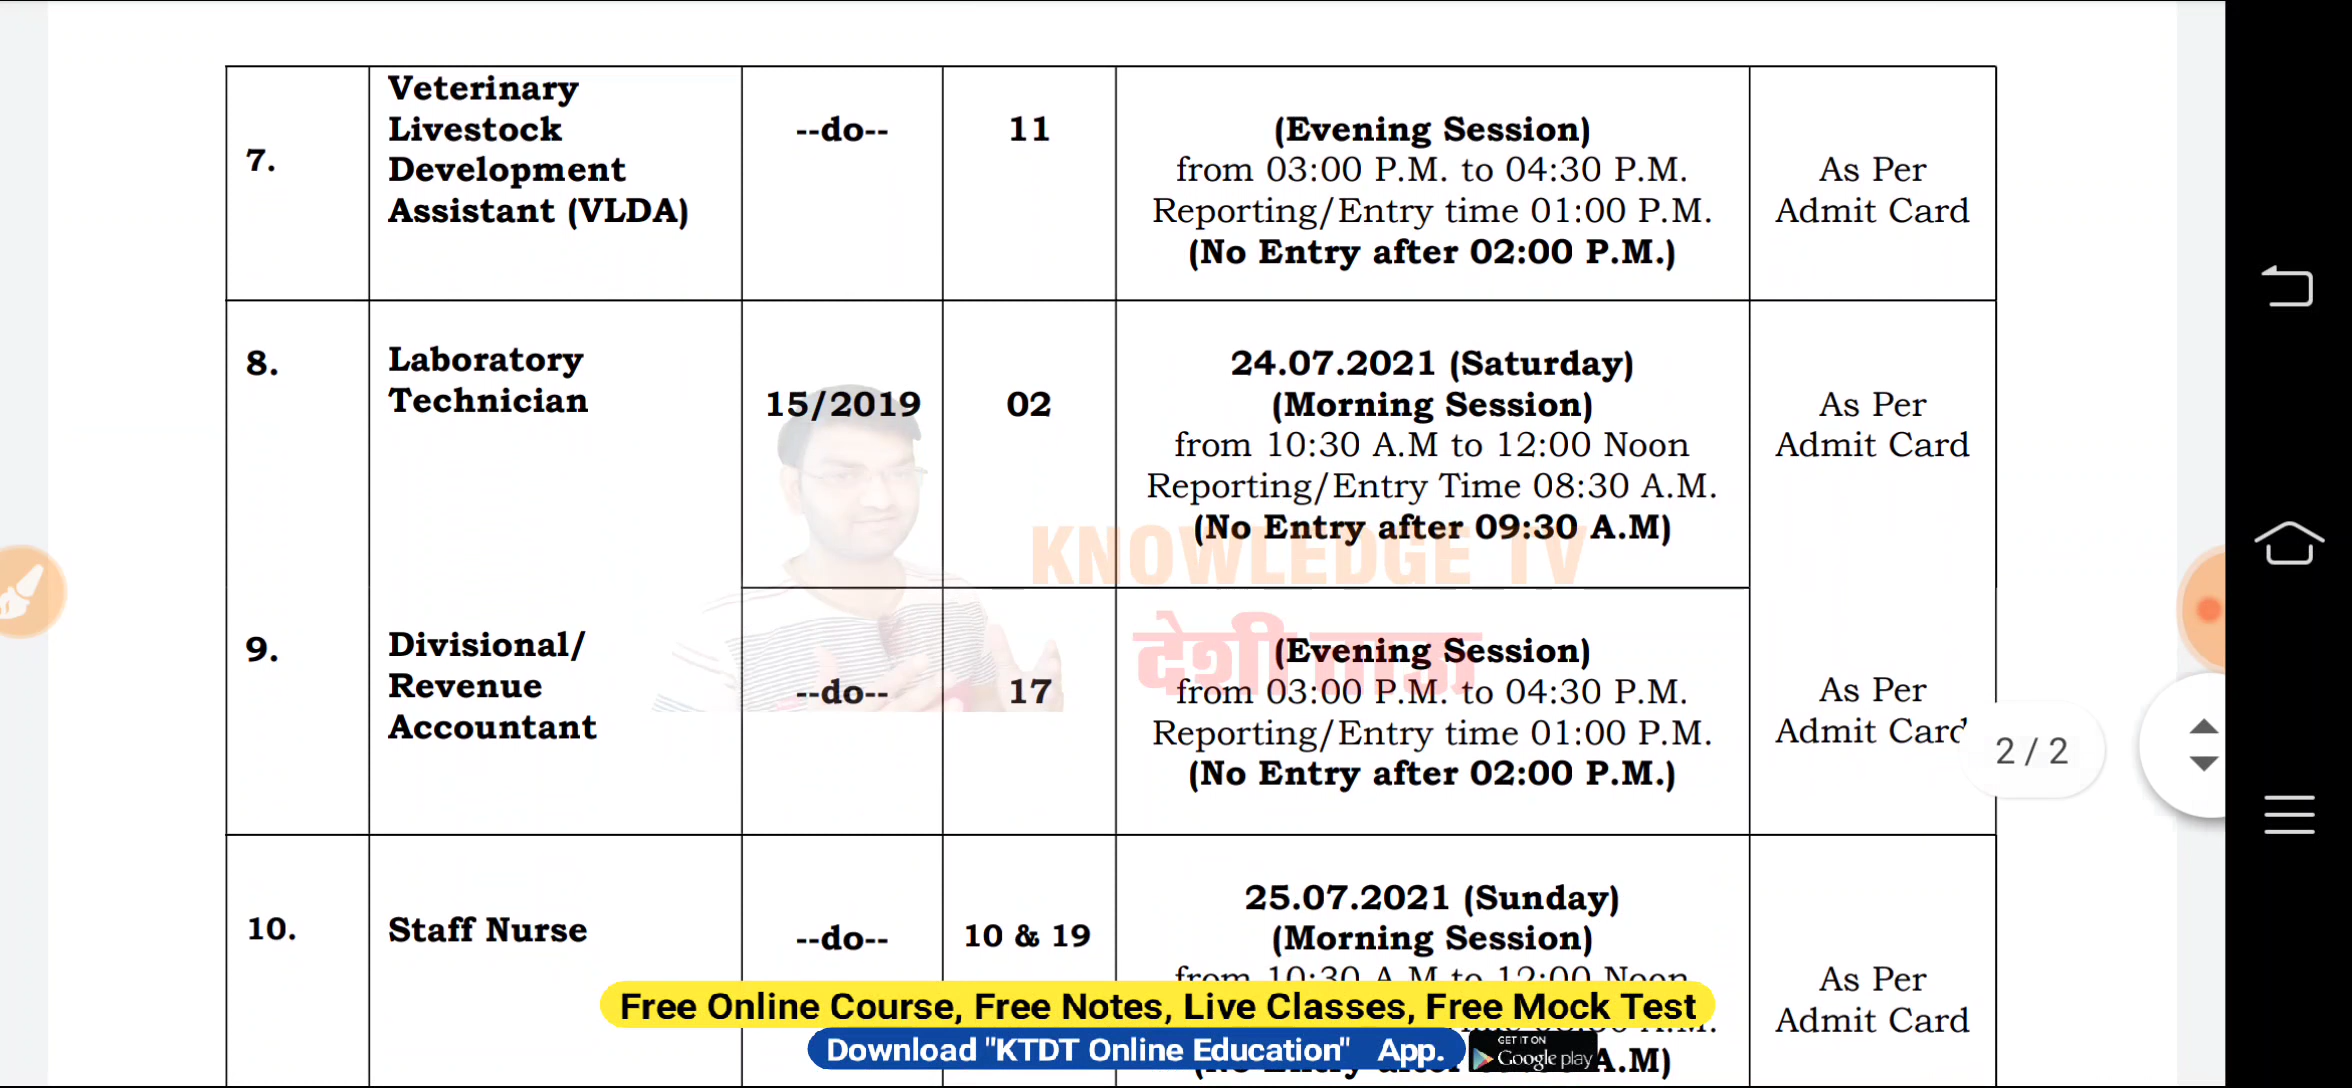 7.
Veterinary
Livestock
Development
Assistant (VLDA)
--do--
11
(Evening Session)
from 03:00 P.M. to 04:30 P.M.
Reporting/Entry time 01:00 P.M.
(No Entry after 02:00 P.M.)
As Per
Admit Card
8.
Laboratory
Technician
15/2019
02
24.07.2021 (Saturday)
(Morning Session)
from 10:30 A.M to 12:00 Noon
Reporting/Entry Time 08:30 A.M.
(No Entry after 09:30 A.M)
As Per
Admit Card
KNOWLEDGE TV
देशी ताऊ
9.
Divisional/
Revenue
Accountant
--do--
17
(Evening Session)
from 03:00 P.M. to 04:30 P.M.
Reporting/Entry time 01:00 P.M.
(No Entry after 02:00 P.M.)
As Per
Admit Card
2 / 2
10.
Staff Nurse
--do--
10 & 19
25.07.2021 (Sunday)
(Morning Session)
from 10:30 A.M to 12:00 Noon
As Per
Admit Card
Free Online Course, Free Notes, Live Classes, Free Mock Test
Download "KTDT Online Education" App.
GET IT ON
Google play
A.M)